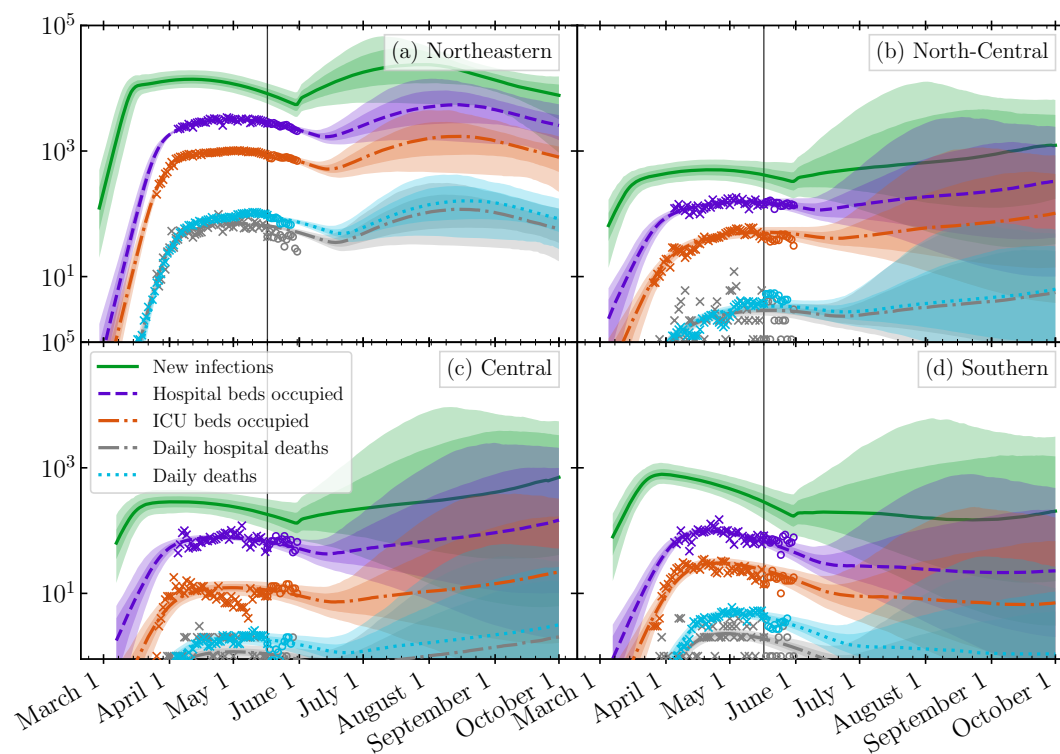 10^5
(a) Northeastern
(b) North-Central
10^3
10^1
10^5
New infections
Hospital beds occupied
ICU beds occupied
Daily hospital deaths
Daily deaths
(c) Central
(d) Southern
10^3
10^1
March 1
April 1
May 1
June 1
July 1
August 1
September 1
October 1
March 1
April 1
May 1
June 1
July 1
August 1
September 1
October 1